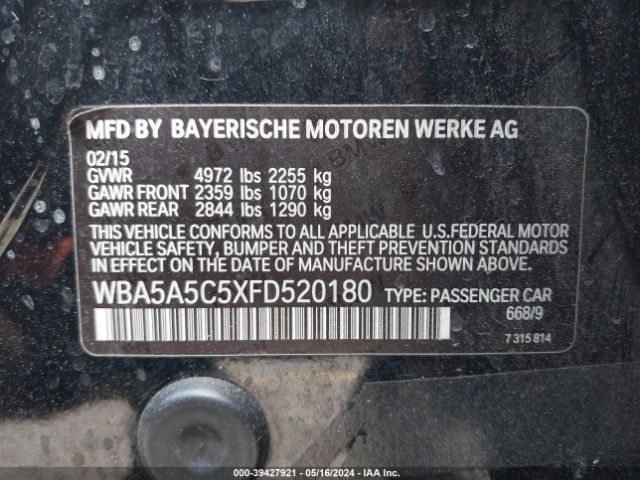 MFD BY BAYERISCHE MOTOREN WERKE AG
02/15
GVWR 4972 lbs 2255 kg
GAWR FRONT 2359 lbs 1070 kg
GAWR REAR 2844 lbs 1290 kg
THIS VEHICLE CONFORMS TO ALL APPLICABLE U.S.FEDERAL MOTOR
VEHICLE SAFETY, BUMPER AND THEFT PREVENTION STANDARDS
IN EFFECT ON THE DATE OF MANUFACTURE SHOWN ABOVE.
WBA5A5C5XFD520180 TYPE: PASSENGER CAR
668/9
7 315 814
000-39427921 - 05/16/2024 - IAA Inc.